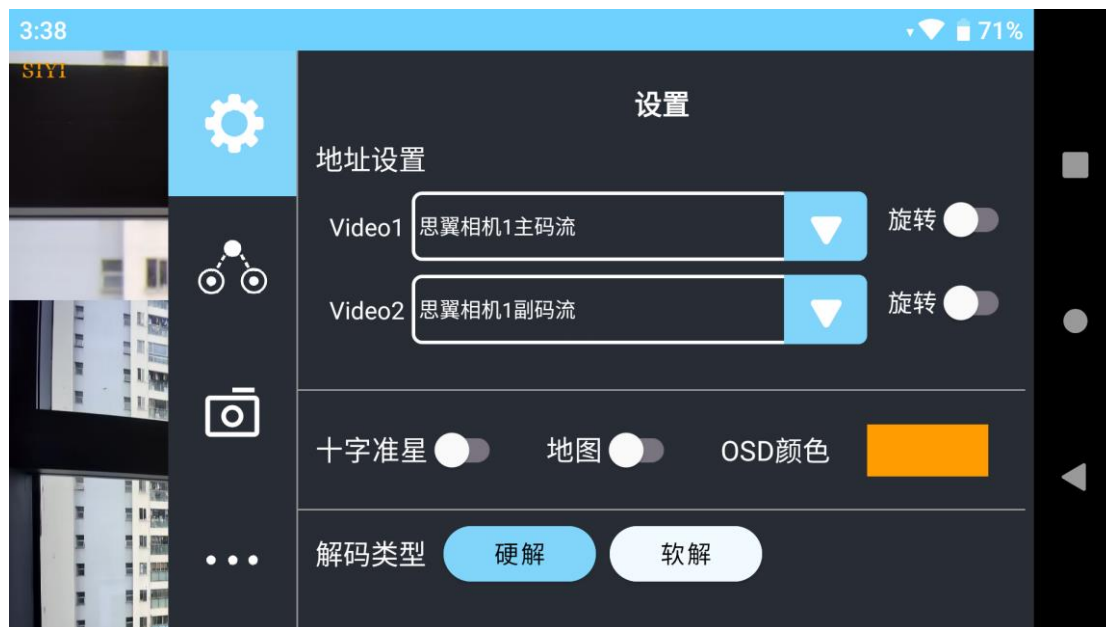 3:38
71%
SIYI
设置
地址设置
Video1 思翼相机1主码流 旋转
Video2 思翼相机1副码流 旋转
十字准星 地图 OSD颜色
解码类型 硬解 软解